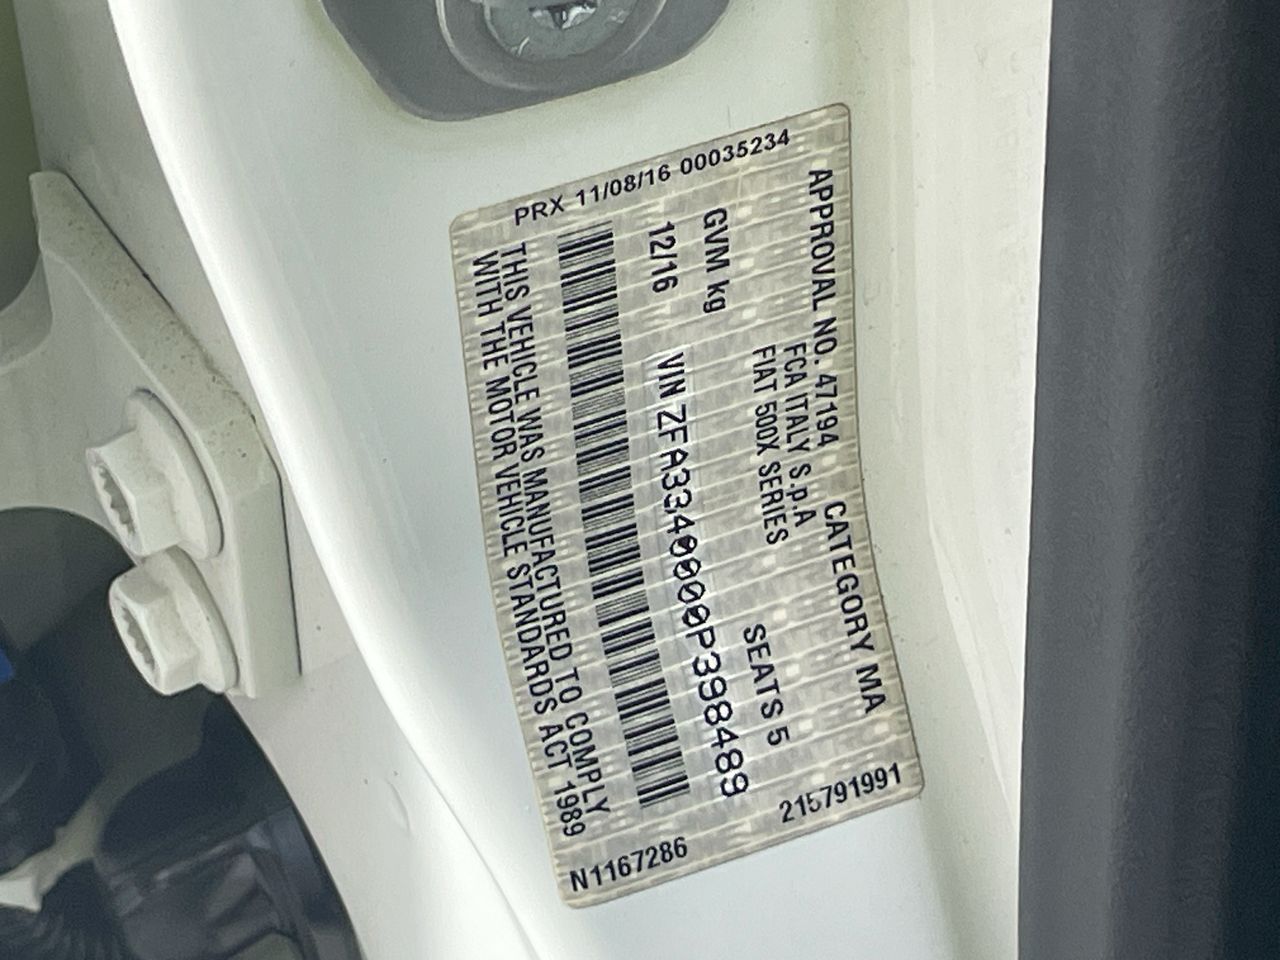 PRX 11/08/16 00035234
APPROVAL NO. 47194 CATEGORY MA
FCA ITALY S.p.A
FIAT 500X SERIES SEATS 5
GVM kg
12/16 VIN ZFA3340000P398489
THIS VEHICLE WAS MANUFACTURED TO COMPLY
WITH THE MOTOR VEHICLE STANDARDS ACT 1989
215791991
N1167286